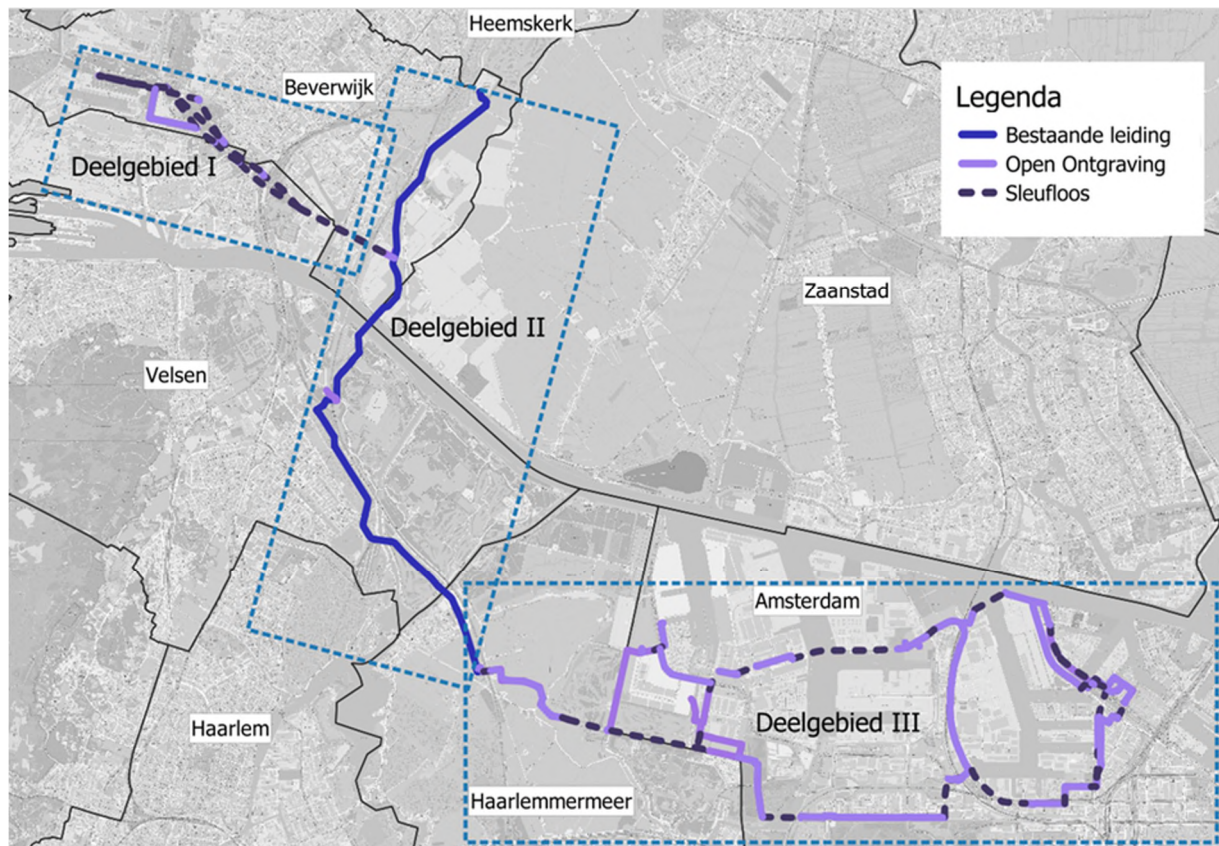 Heemskerk
Beverwijk
Legenda
Bestaande leiding
Open Ontgraving
Sleufloos
Deelgebied I
Zaanstad
Deelgebied II
Velsen
Amsterdam
Haarlem
Deelgebied III
Haarlemmermeer